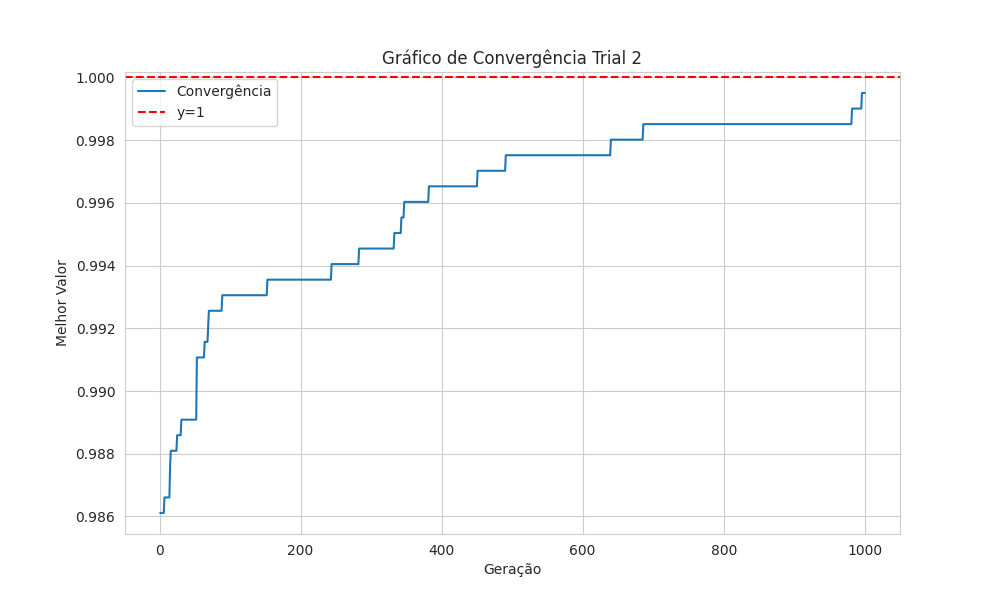 Gráfico de Convergência Trial 2
Convergência
y=1
Melhor Valor
1.000
0.998
0.996
0.994
0.992
0.990
0.988
0.986
0 200 400 600 800 1000
Geração